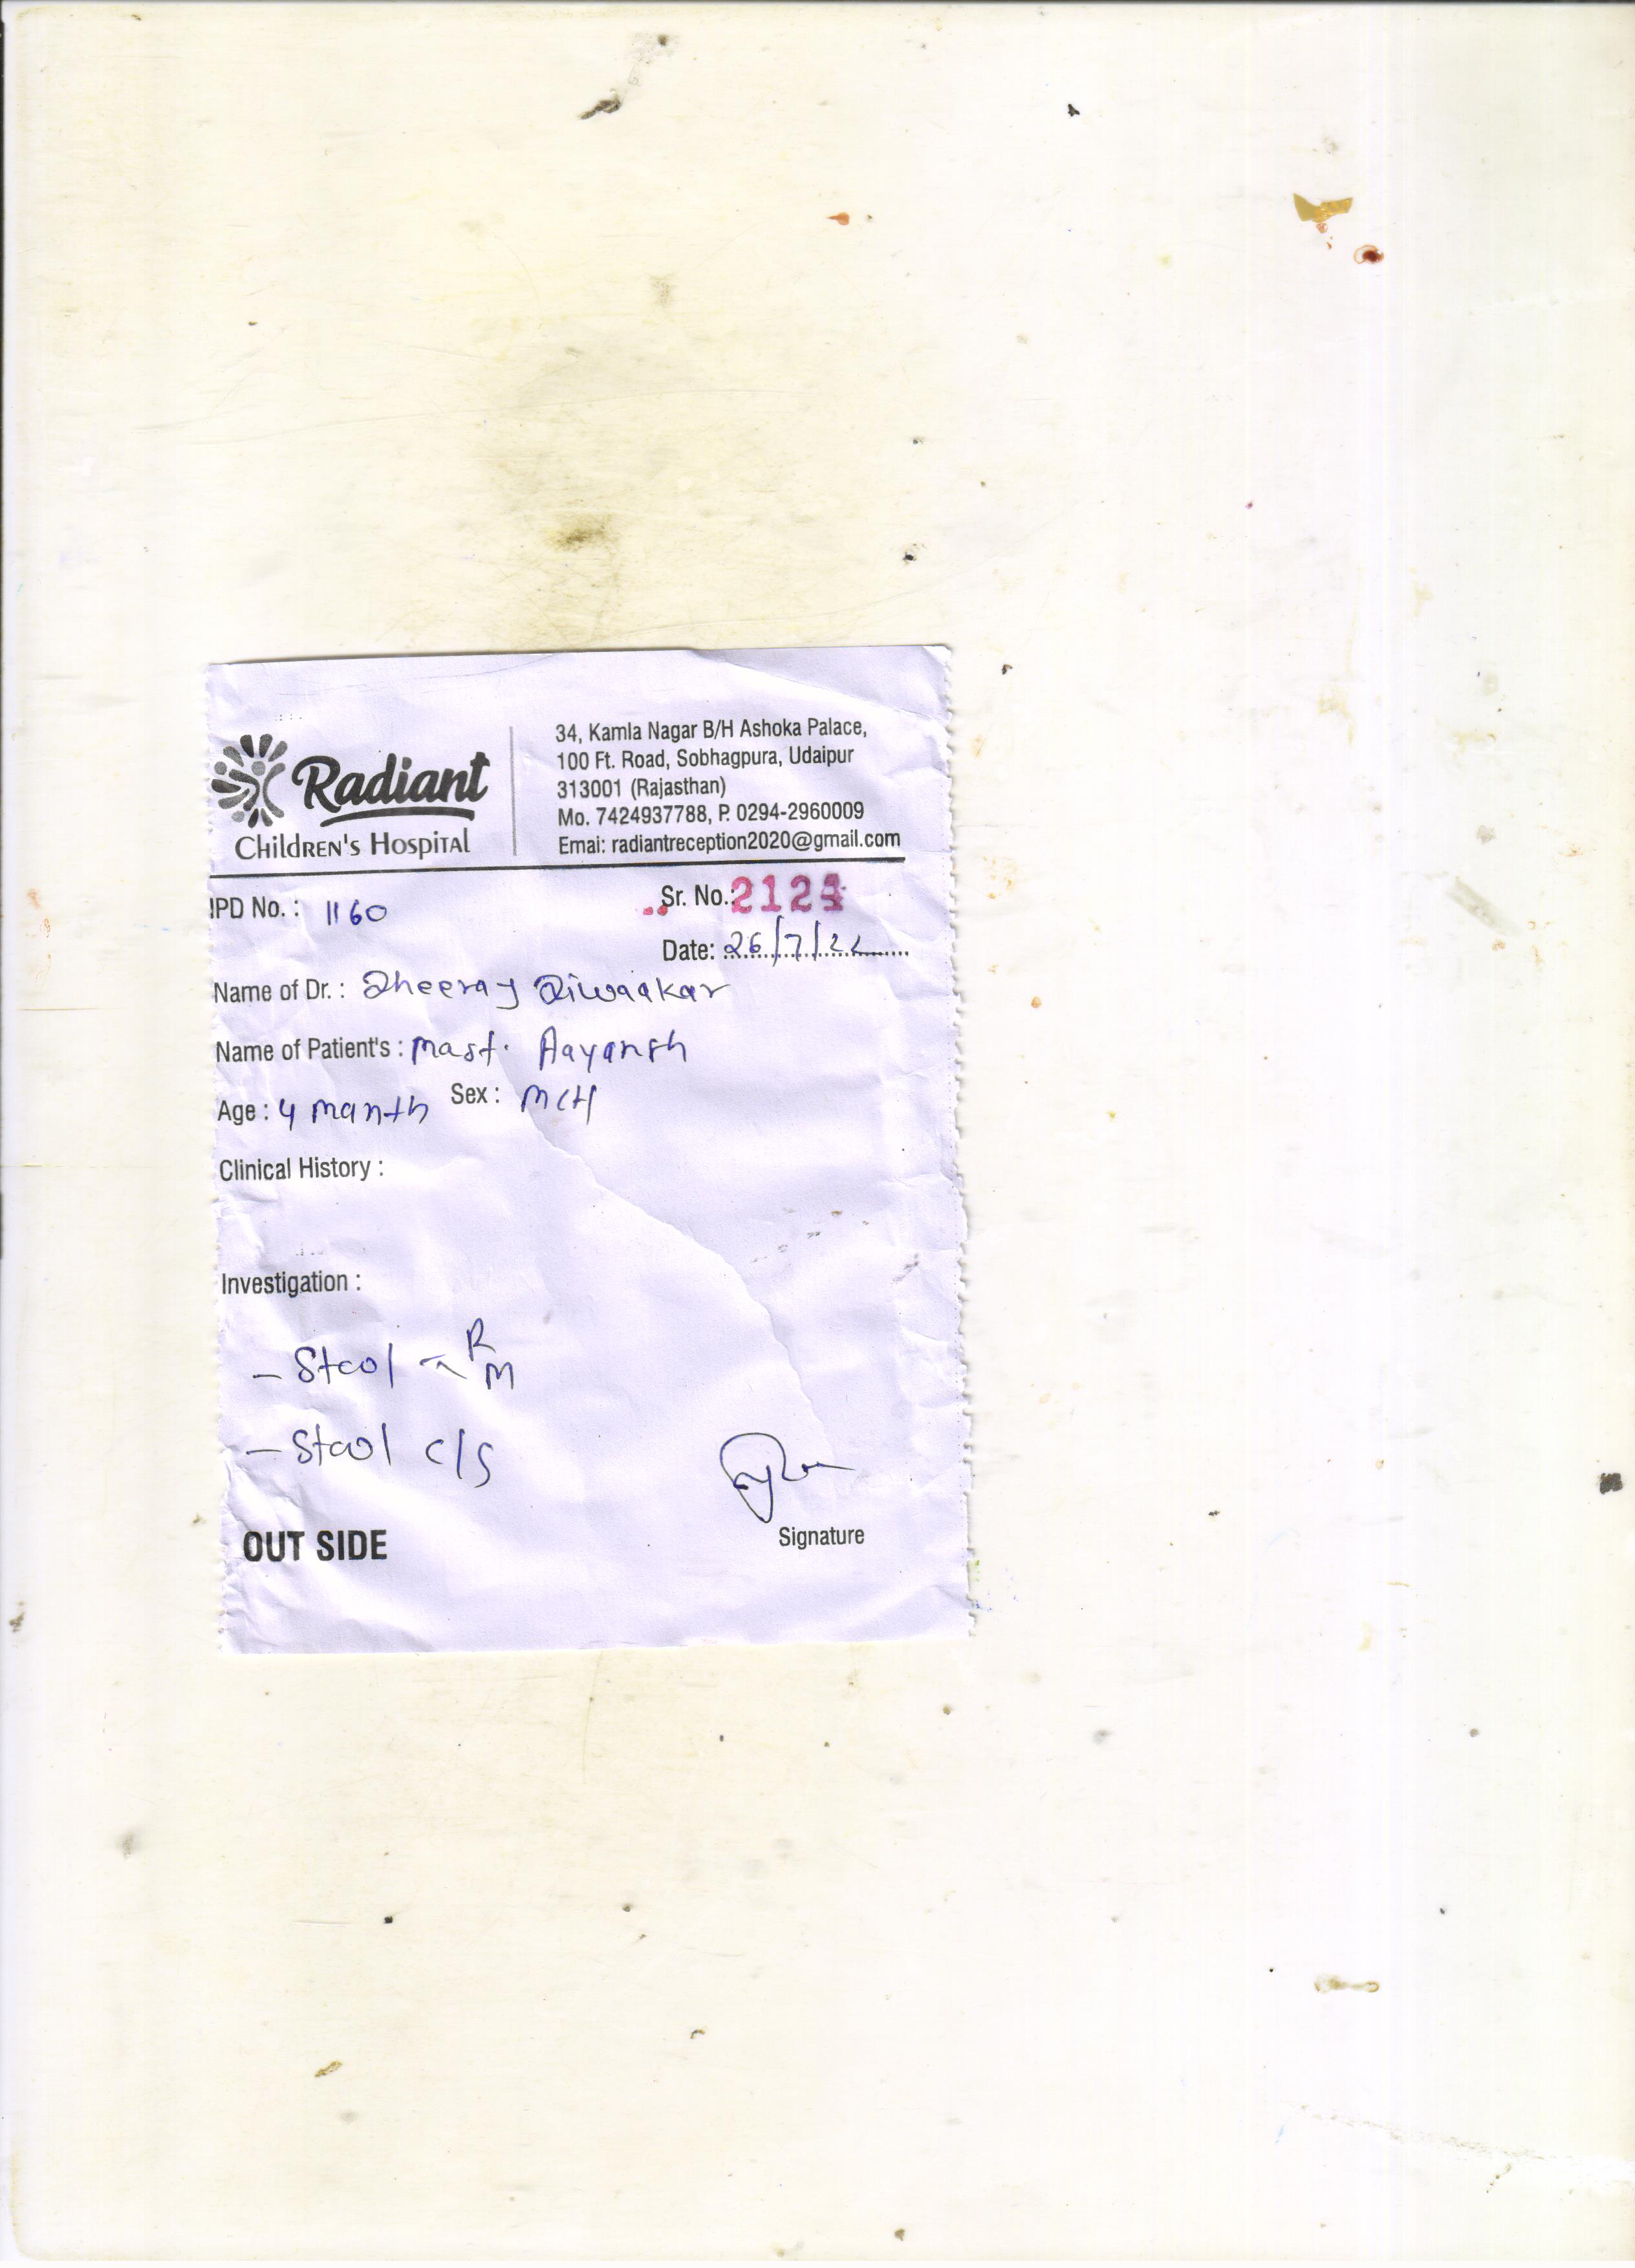 Radiant
Children's Hospital
34, Kamla Nagar B/H Ashoka Palace,
100 Ft. Road, Sobhagpura, Udaipur
313001 (Rajasthan)
Mo. 7424937788, P. 0294-2960009
Emai: radiantreception2020@gmail.com
IPD No. : 1160
Sr. No.: 212
Date: 26/7/22
Name of Dr. : Dheeraj Diwaakar
Name of Patient's : Mast. Aayansh
Age : 4 Manth Sex : MCH
Clinical History :
Investigation :
- Stool R
M
- Stool c/s
OUT SIDE
Signature